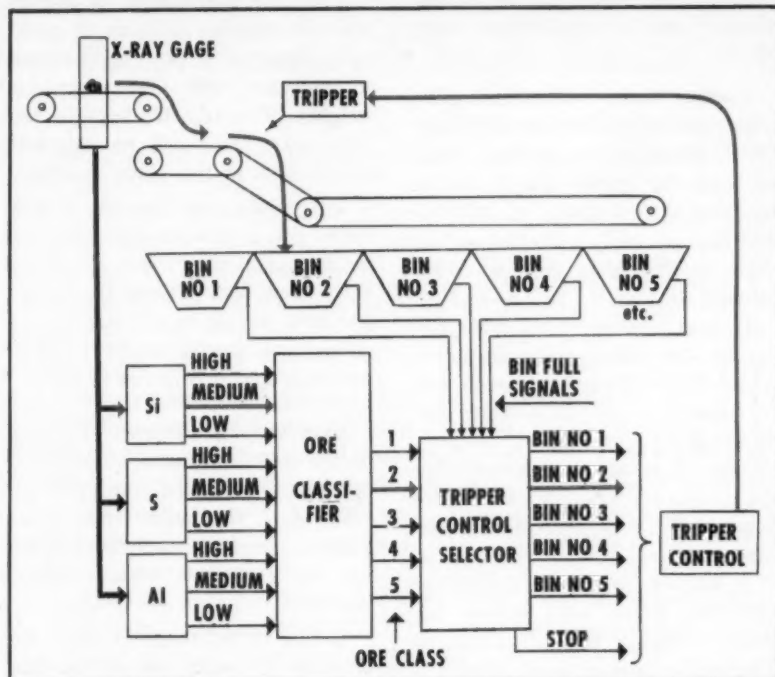 X-RAY GAGE
TRIPPER
BIN
NO 1
BIN
NO 2
BIN
NO 3
BIN
NO 4
BIN
NO 5
etc.
BIN FULL
SIGNALS
Si
HIGH
MEDIUM
LOW
S
HIGH
MEDIUM
LOW
Al
HIGH
MEDIUM
LOW
ORE
CLASSI-
FIER
1
2
3
4
5
ORE CLASS
TRIPPER
CONTROL
SELECTOR
BIN NO 1
BIN NO 2
BIN NO 3
BIN NO 4
BIN NO 5
STOP
TRIPPER
CONTROL